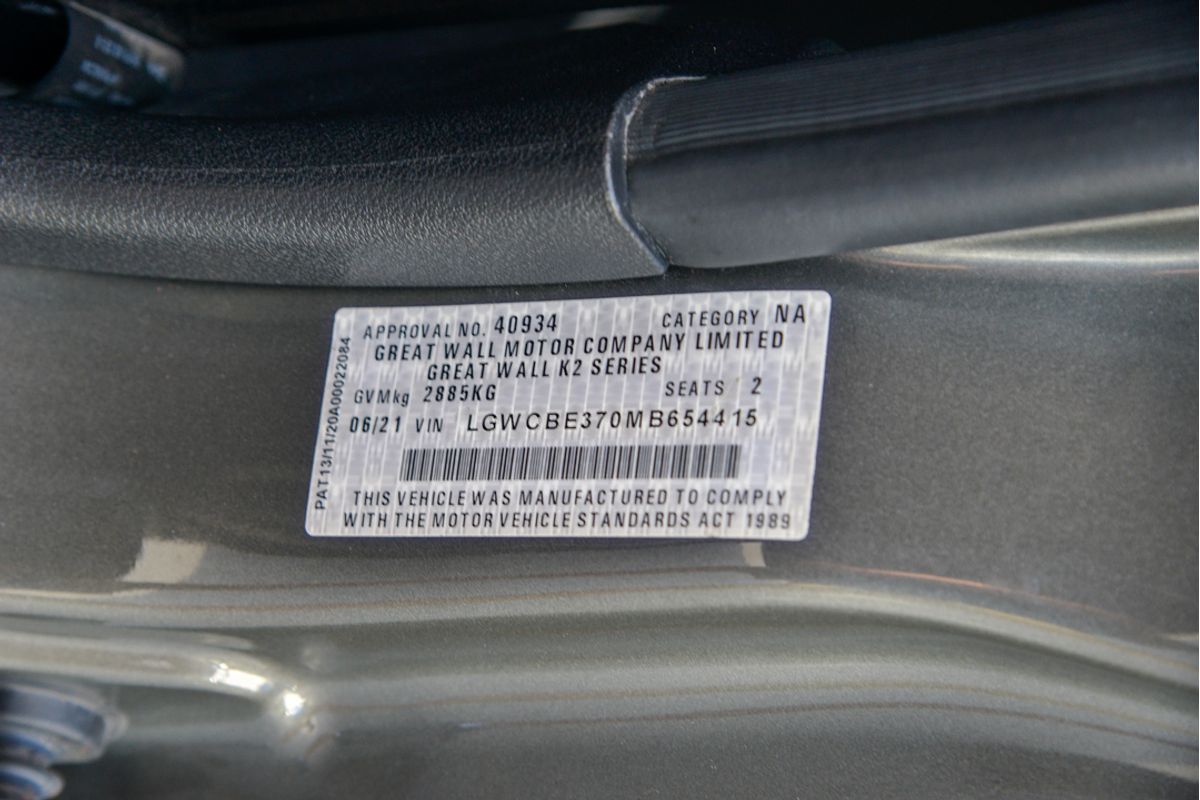 APPROVAL NO. 40934 CATEGORY NA
GREAT WALL MOTOR COMPANY LIMITED
GREAT WALL K2 SERIES
GVMkg 2885KG SEATS 2
06/21 VIN LGWCBE370MB654415
THIS VEHICLE WAS MANUFACTURED TO COMPLY
WITH THE MOTOR VEHICLE STANDARDS ACT 1989
PAT13/11/20A00022084